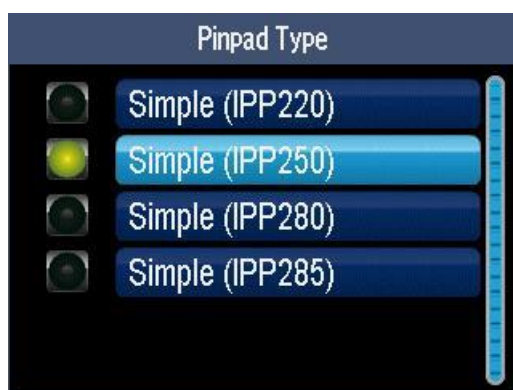 Pinpad Type
Simple (IPP220)
Simple (IPP250)
Simple (IPP280)
Simple (IPP285)